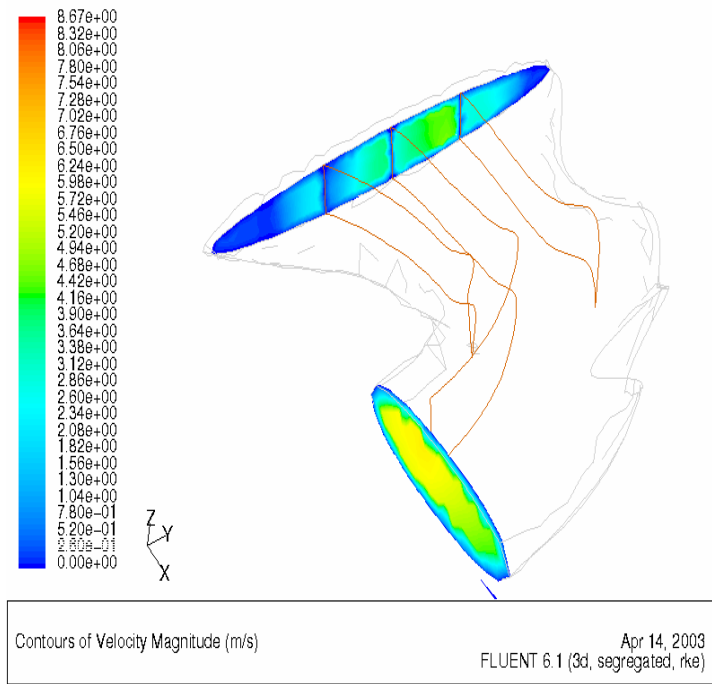 8.67e+00
8.32e+00
8.06e+00
7.80e+00
7.54e+00
7.28e+00
7.02e+00
6.76e+00
6.50e+00
6.24e+00
5.98e+00
5.72e+00
5.46e+00
5.20e+00
4.94e+00
4.68e+00
4.42e+00
4.16e+00
3.90e+00
3.64e+00
3.38e+00
3.12e+00
2.86e+00
2.60e+00
2.34e+00
2.08e+00
1.82e+00
1.56e+00
1.30e+00
1.04e+00
7.80e-01
5.20e-01
2.60e-01
0.00e+00
Z
Y
X
Contours of Velocity Magnitude (m/s)
Apr 14, 2003
FLUENT 6.1 (3d, segregated, rke)